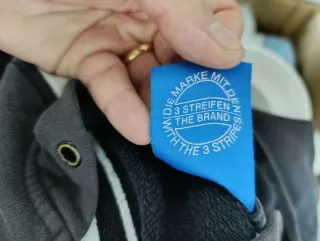 DIE MARKE MIT DEN
3 STREIFEN
THE BRAND
WITH THE 3 STRIPES